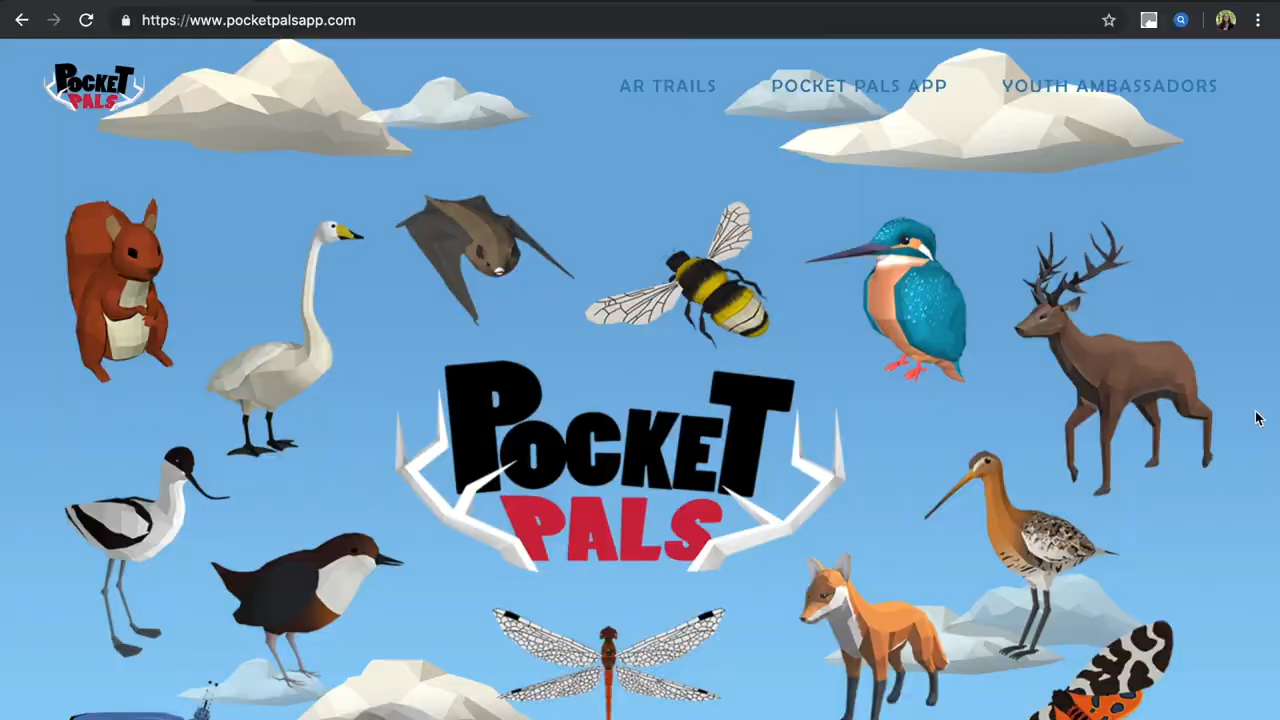 https://www.pocketpalsapp.com
POCKET
PALS
AR TRAILS
POCKET PALS APP
YOUTH AMBASSADORS
POCKET
PALS